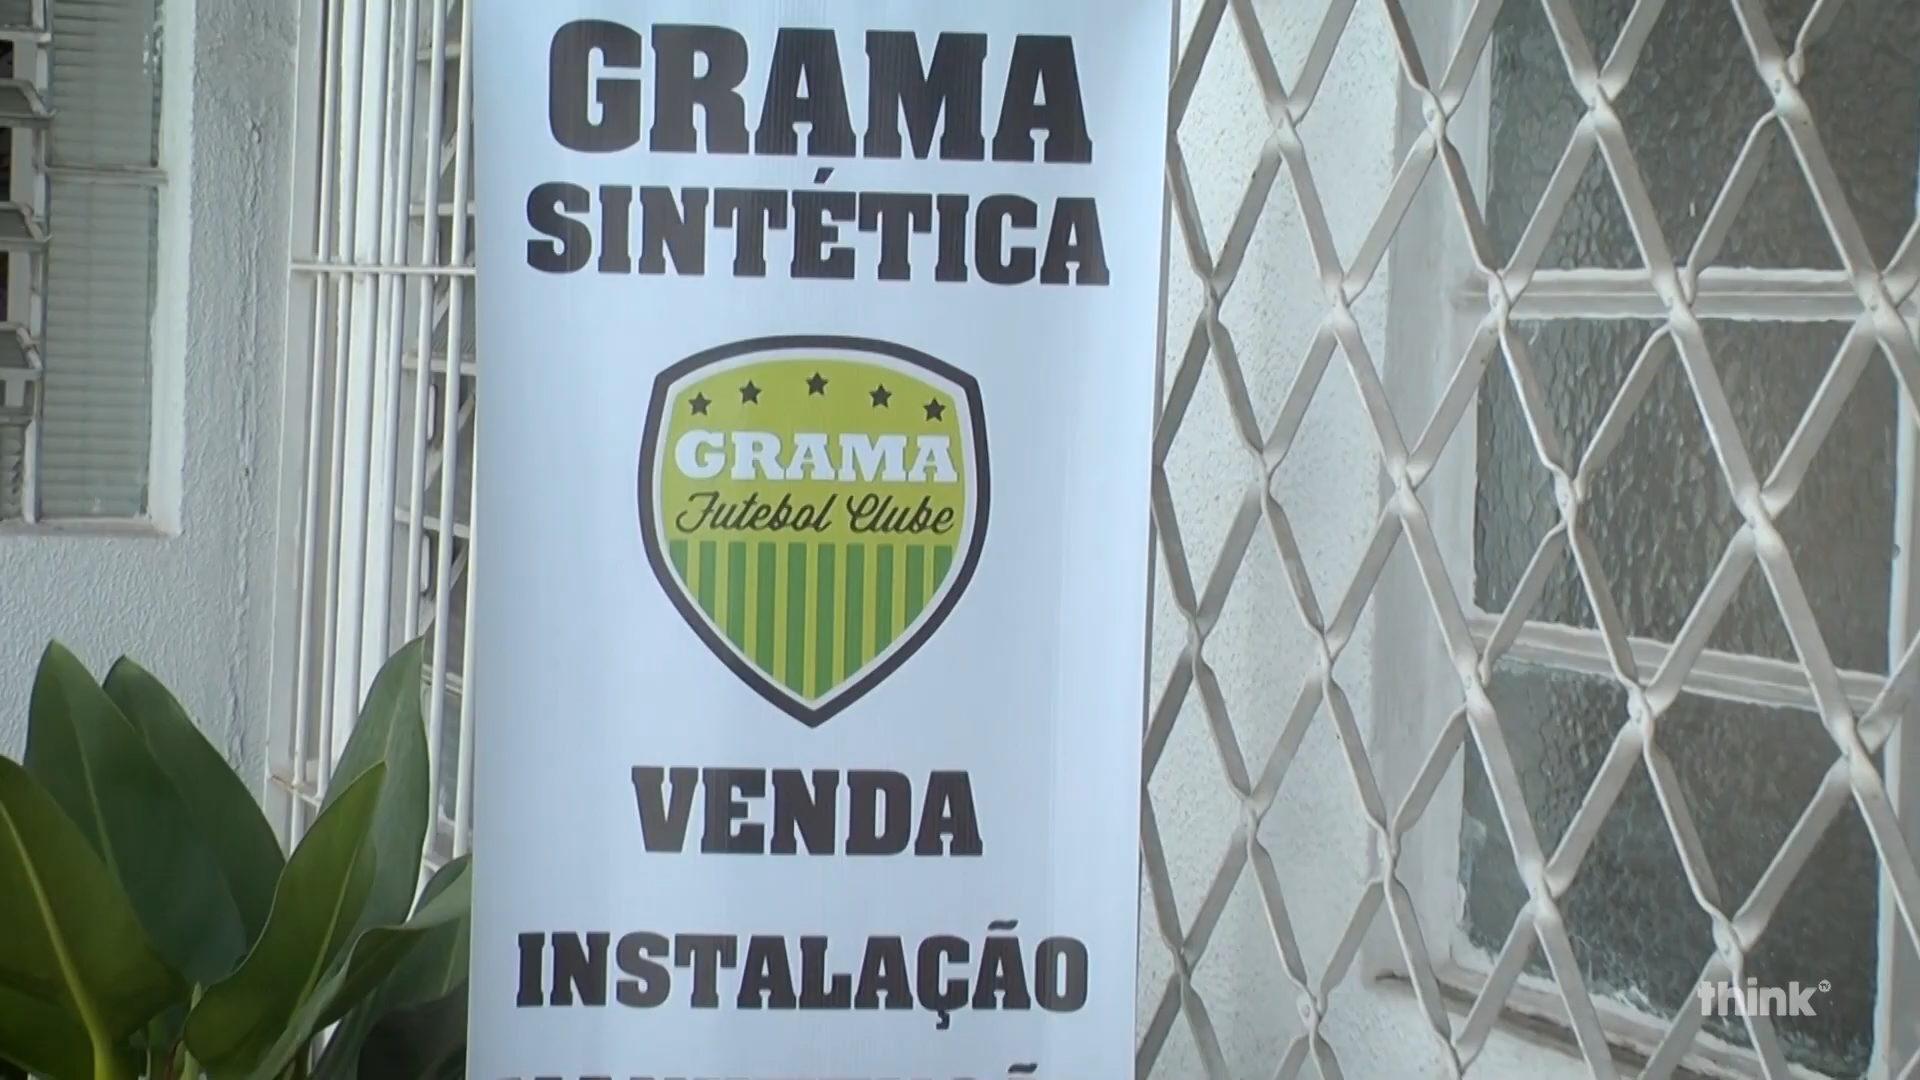 GRAMA
SINTÉTICA
GRAMA
Futebol Clube
VENDA
INSTALAÇÃO
think